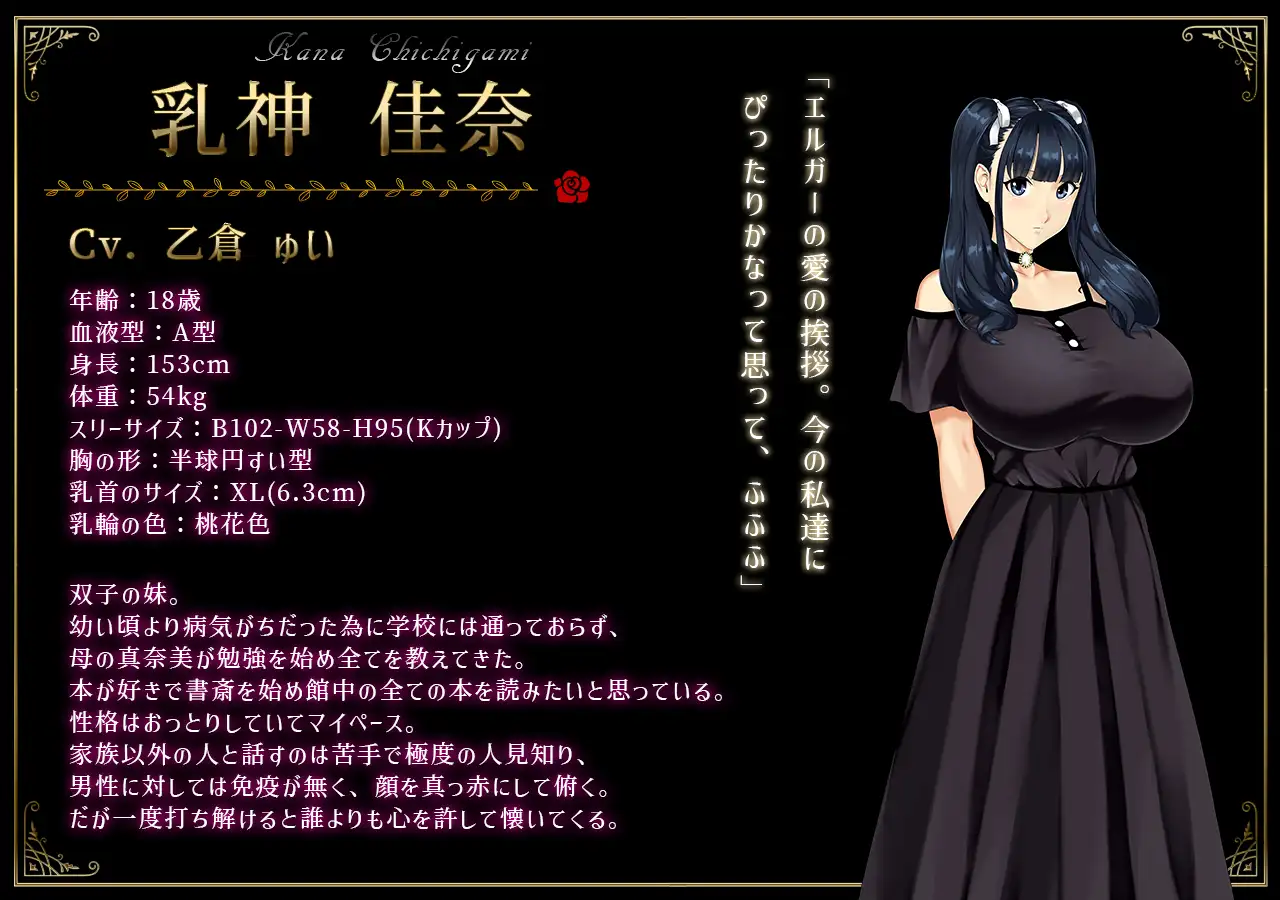 Kana Chichigami
乳神 佳奈
Cv. 乙倉 ゅい
年齢：18歳
血液型：A型
身長：153cm
体重：54kg
スリーサイズ：B102-W58-H95(Kカップ)
胸の形：半球円すい型
乳首のサイズ：XL(6.3cm)
乳輪の色：桃花色
双子の妹。
幼い頃より病気がちだった為に学校には通っておらず、
母の真奈美が勉強を始め全てを教えてきた。
本が好きで書斎を始め館中の全ての本を読みたいと思っている。
性格はおっとりしていてマイペース。
家族以外の人と話すのは苦手で極度の人見知り、
男性に対しては免疫が無く、顔を真っ赤にして俯く。
だが一度打ち解けると誰よりも心を許して懐いてくる。
「エルガーの愛の挨拶。今の私達に
ぴったりかなって思って、ふふふ」